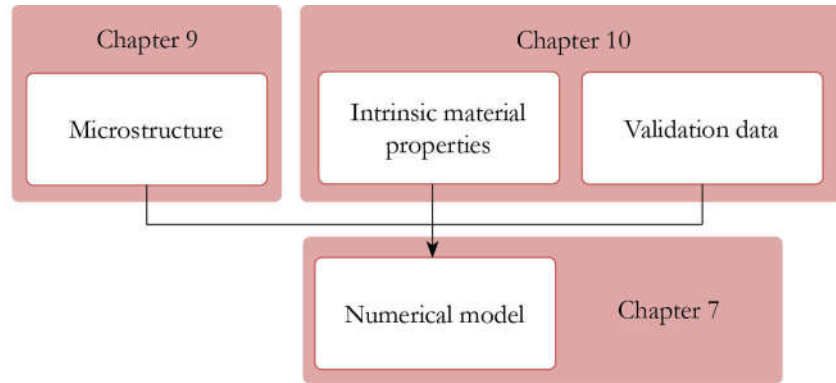 Chapter 9
Chapter 10
Microstructure
Intrinsic material
properties
Validation data
Numerical model
Chapter 7